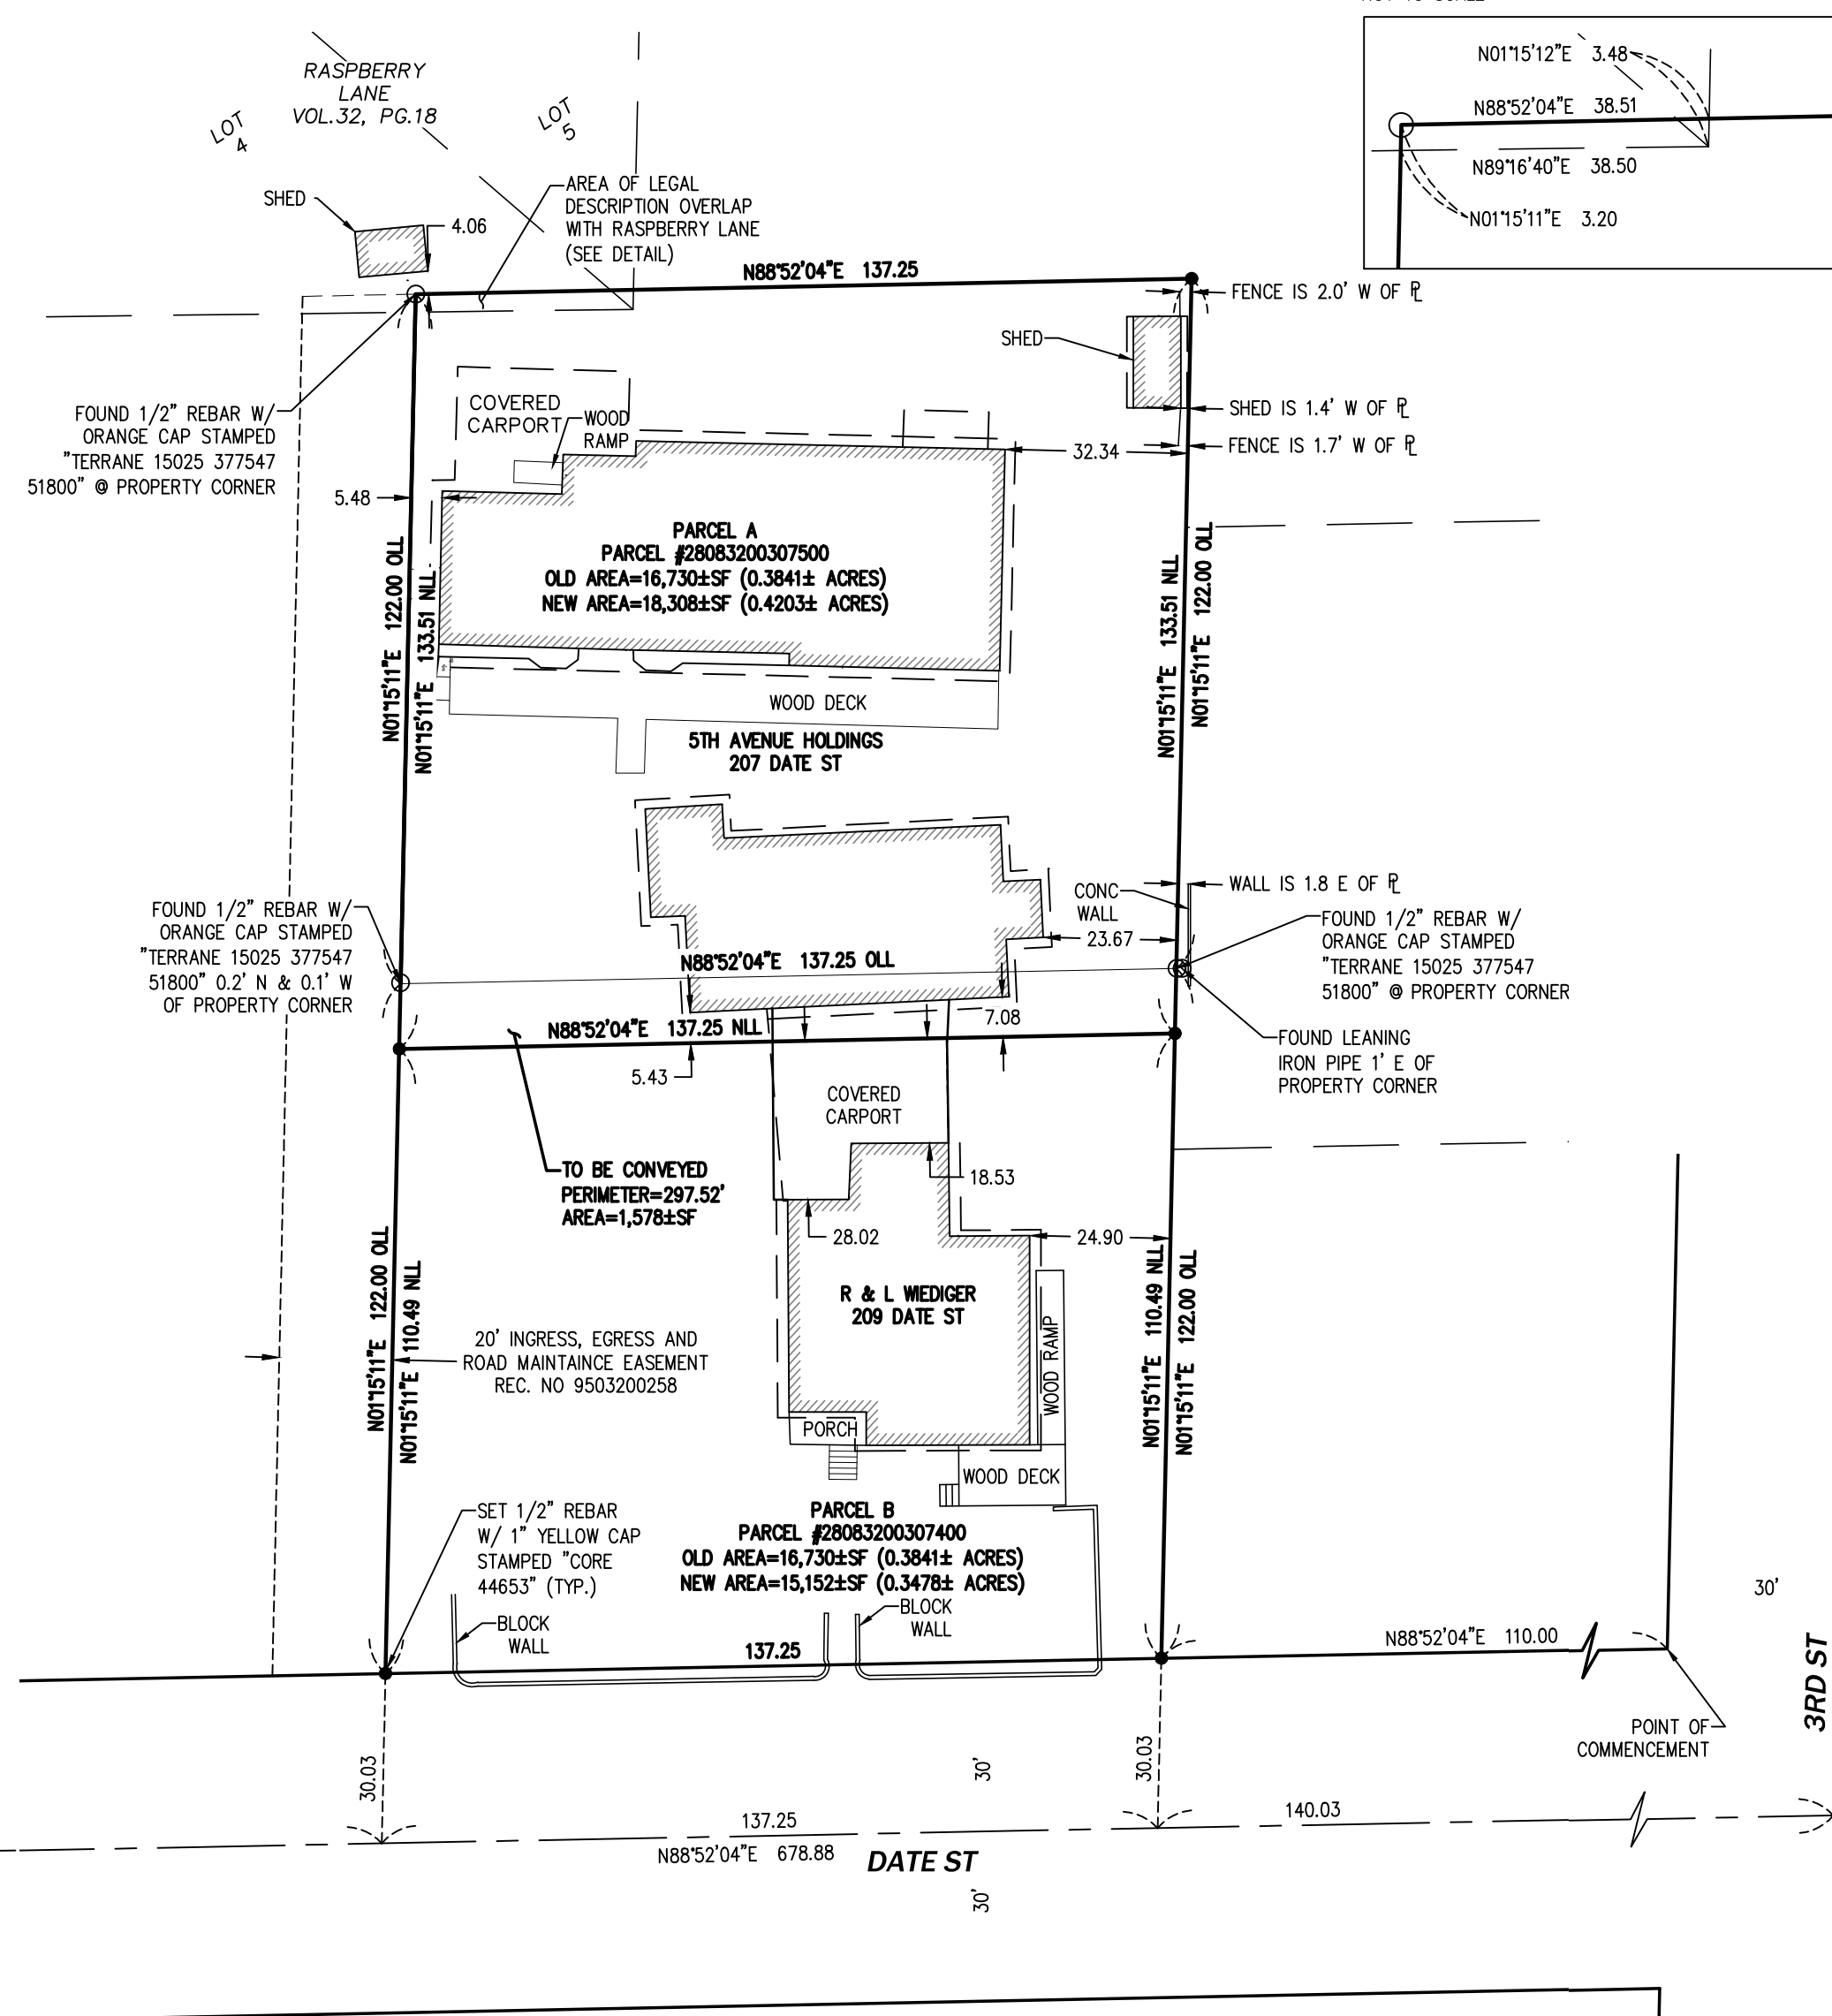 N01°15'12"E 3.48
N88°52'04"E 38.51
N89°16'40"E 38.50
N01°15'11"E 3.20
RASPBERRY
LANE
VOL.32, PG.18
LOT
4
LOT
5
SHED
4.06
AREA OF LEGAL
DESCRIPTION OVERLAP
WITH RASPBERRY LANE
(SEE DETAIL)
N88°52'04"E 137.25
FENCE IS 2.0' W OF PL
SHED
SHED IS 1.4' W OF PL
FENCE IS 1.7' W OF PL
FOUND 1/2" REBAR W/
ORANGE CAP STAMPED
"TERRANE 15025 377547
51800" @ PROPERTY CORNER
COVERED
CARPORT
WOOD
RAMP
32.34
5.48
PARCEL A
PARCEL #28083200307500
OLD AREA=16,730±SF (0.3841± ACRES)
NEW AREA=18,308±SF (0.4203± ACRES)
N01°15'11"E 122.00 OLL
N01°15'11"E 133.51 NLL
N01°15'11"E 133.51 NLL
N01°15'11"E 122.00 OLL
WOOD DECK
5TH AVENUE HOLDINGS
207 DATE ST
CONC
WALL
WALL IS 1.8 E OF PL
23.67
FOUND 1/2" REBAR W/
ORANGE CAP STAMPED
"TERRANE 15025 377547
51800" 0.2' N & 0.1' W
OF PROPERTY CORNER
FOUND 1/2" REBAR W/
ORANGE CAP STAMPED
"TERRANE 15025 377547
51800" @ PROPERTY CORNER
N88°52'04"E 137.25 OLL
N88°52'04"E 137.25 NLL
7.08
5.43
FOUND LEANING
IRON PIPE 1' E OF
PROPERTY CORNER
COVERED
CARPORT
TO BE CONVEYED
PERIMETER=297.52'
AREA=1,578±SF
18.53
28.02
24.90
R & L WIEDIGER
209 DATE ST
N01°15'11"E 122.00 OLL
N01°15'11"E 110.49 NLL
N01°15'11"E 110.49 NLL
N01°15'11"E 122.00 OLL
20' INGRESS, EGRESS AND
ROAD MAINTAINCE EASEMENT
REC. NO 9503200258
WOOD RAMP
PORCH
WOOD DECK
SET 1/2" REBAR
W/ 1" YELLOW CAP
STAMPED "CORE
44653" (TYP.)
PARCEL B
PARCEL #28083200307400
OLD AREA=16,730±SF (0.3841± ACRES)
NEW AREA=15,152±SF (0.3478± ACRES)
BLOCK
WALL
BLOCK
WALL
137.25
N88°52'04"E 110.00
30'
3RD ST
POINT OF
COMMENCEMENT
30.03
30'
30.03
137.25
140.03
N88°52'04"E 678.88
DATE ST
30'